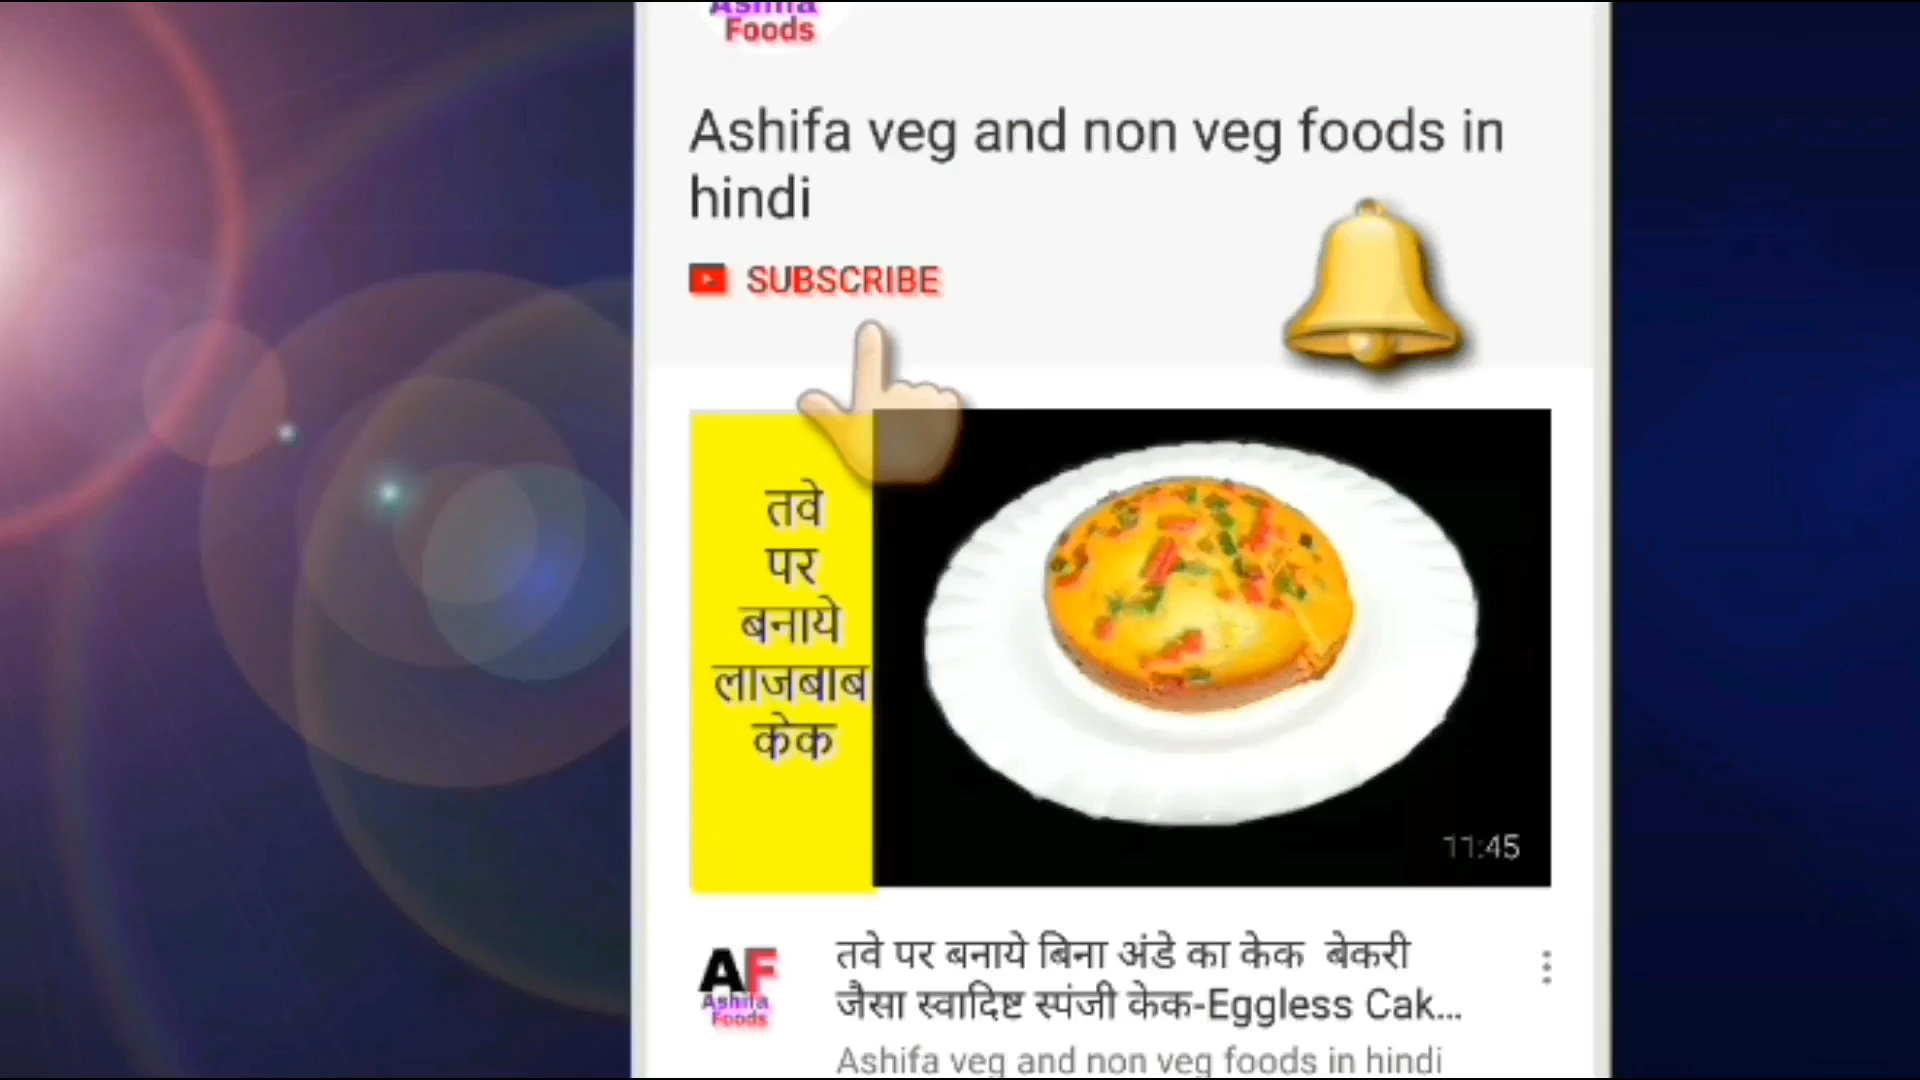 Ashifa
Foods
Ashifa veg and non veg foods in
hindi
SUBSCRIBE
तवे
पर
बनाये
लाजबाब
केक
11:45
AF
Ashifa
Foods
तवे पर बनाये बिना अंडे का केक बेकरी
जैसा स्वादिष्ट स्पंजी केक-Eggless Cak...
Ashifa veg and non veg foods in hindi